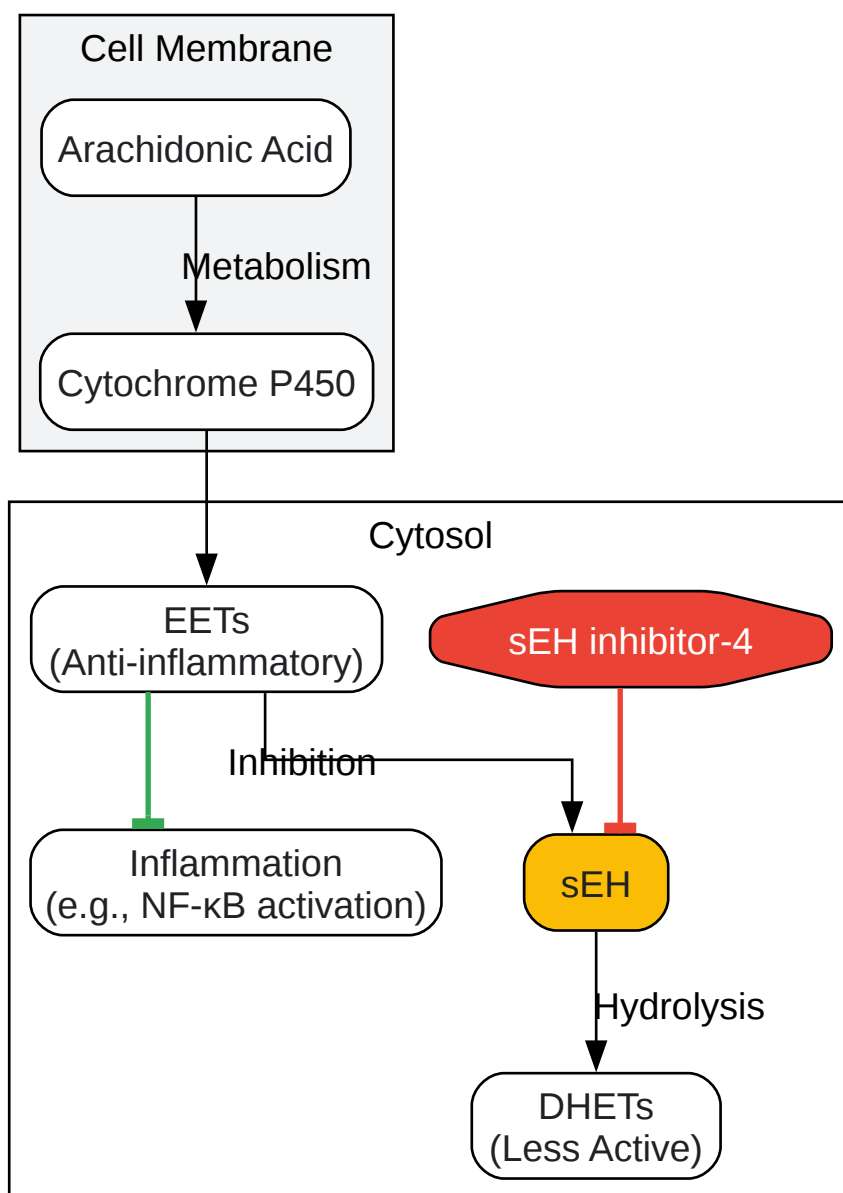 Cell Membrane
Arachidonic Acid
Metabolism
Cytochrome P450
Cytosol
EETs
(Anti-inflammatory)
sEH inhibitor-4
Inhibition
Inflammation
(e.g., NF-κB activation)
sEH
Hydrolysis
DHETs
(Less Active)